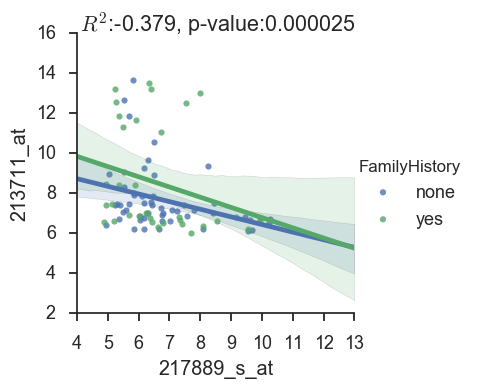 R²:-0.379, p-value:0.000025
16
14
12
10
8
6
4
2
213711_at
4 5 6 7 8 9 10 11 12 13
217889_s_at
FamilyHistory
none
yes